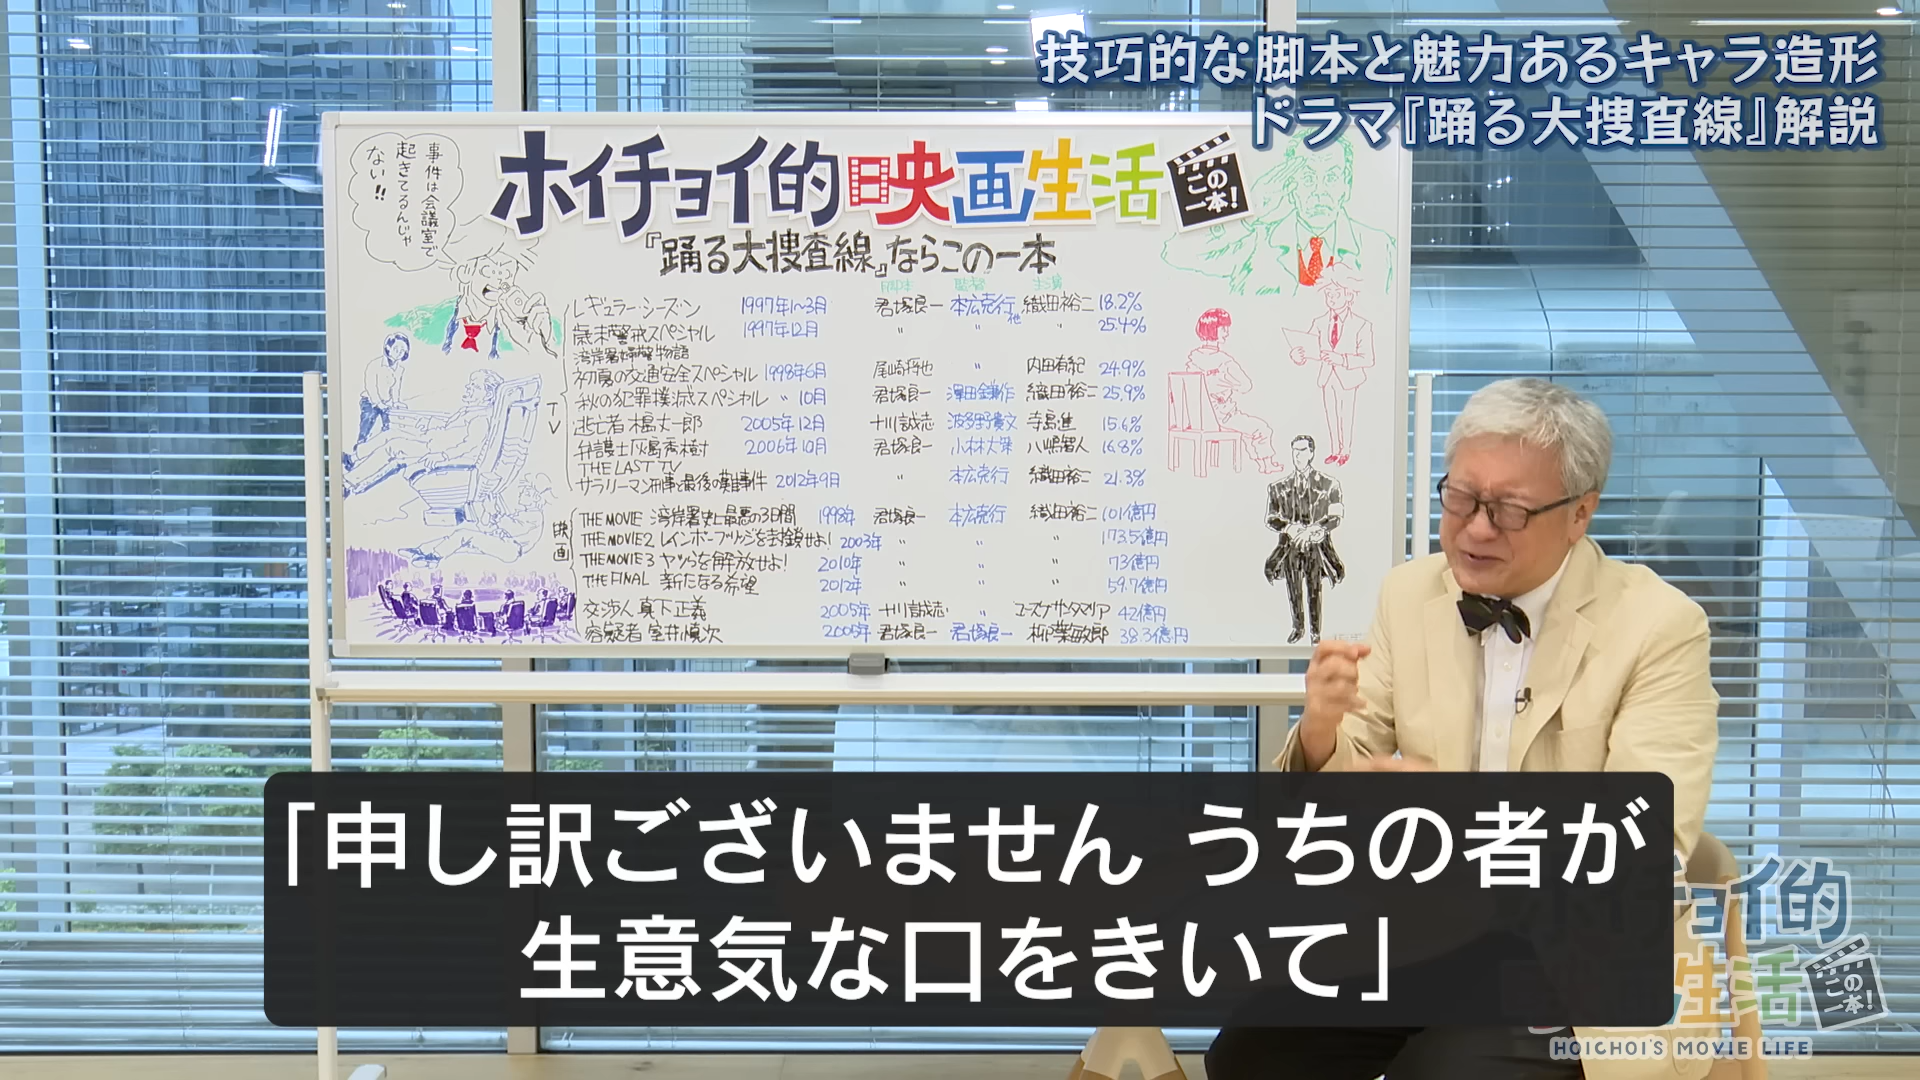 技巧的な脚本と魅力あるキャラ造形
ドラマ『踊る大捜査線』解説
事件は会議室で
起きてるんじゃ
ない!!
ホイチョイ的映画生活
この一本!
『踊る大捜査線』ならこの一本
脚本 監督 主演
TV
レギュラー・シーズン 1997年1~3月 君塚良一 本広克行他 織田裕二 18.2%
歳末警戒スペシャル 1997年12月 〃 〃 〃 25.4%
湾岸署婦警物語
初夏の交通安全スペシャル 1998年6月 尾崎将也 〃 内田有紀 24.9%
秋の犯罪撲滅スペシャル 〃 10月 君塚良一 澤田鎌作 織田裕二 25.9%
逃亡者 木島丈一郎 2005年12月 十川誠志 波多野貴文 寺島進 15.6%
弁護士 灰島秀樹 2006年10月 君塚良一 小林大策 八嶋智人 16.8%
THE LAST TV
サラリーマン刑事と最後の難事件 2012年9月 〃 本広克行 織田裕二 21.3%
映画
THE MOVIE 湾岸署史上最悪の3日間 1998年 君塚良一 本広克行 織田裕二 101億円
THE MOVIE2 レインボーブリッジを封鎖せよ! 2003年 〃 〃 〃 173.5億円
THE MOVIE3 ヤツらを解放せよ! 2010年 〃 〃 〃 73億円
THE FINAL 新たなる希望 2012年 〃 〃 〃 59.7億円
交渉人 真下正義 2005年 十川誠志 〃 ユースケサンタマリア 42億円
容疑者 室井慎次 2005年 君塚良一 君塚良一 柳葉敏郎 38.3億円
「申し訳ございません うちの者が
生意気な口をきいて」
チョイ的
生活
この一本!
HOICHOI'S MOVIE LIFE